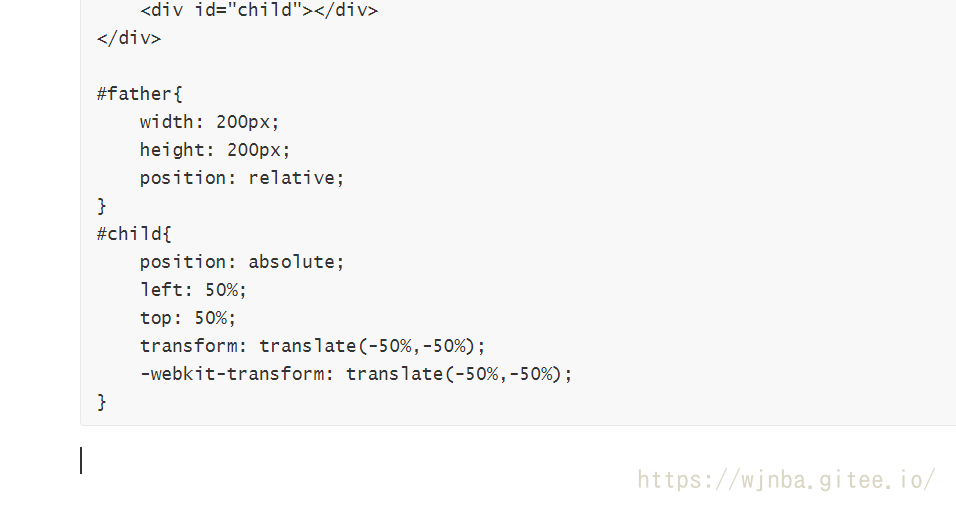 <div id="child"></div>
</div>

#father{
    width: 200px;
    height: 200px;
    position: relative;
}
#child{
    position: absolute;
    left: 50%;
    top: 50%;
    transform: translate(-50%,-50%);
    -webkit-transform: translate(-50%,-50%);
}
https://wjnba.gitee.io/